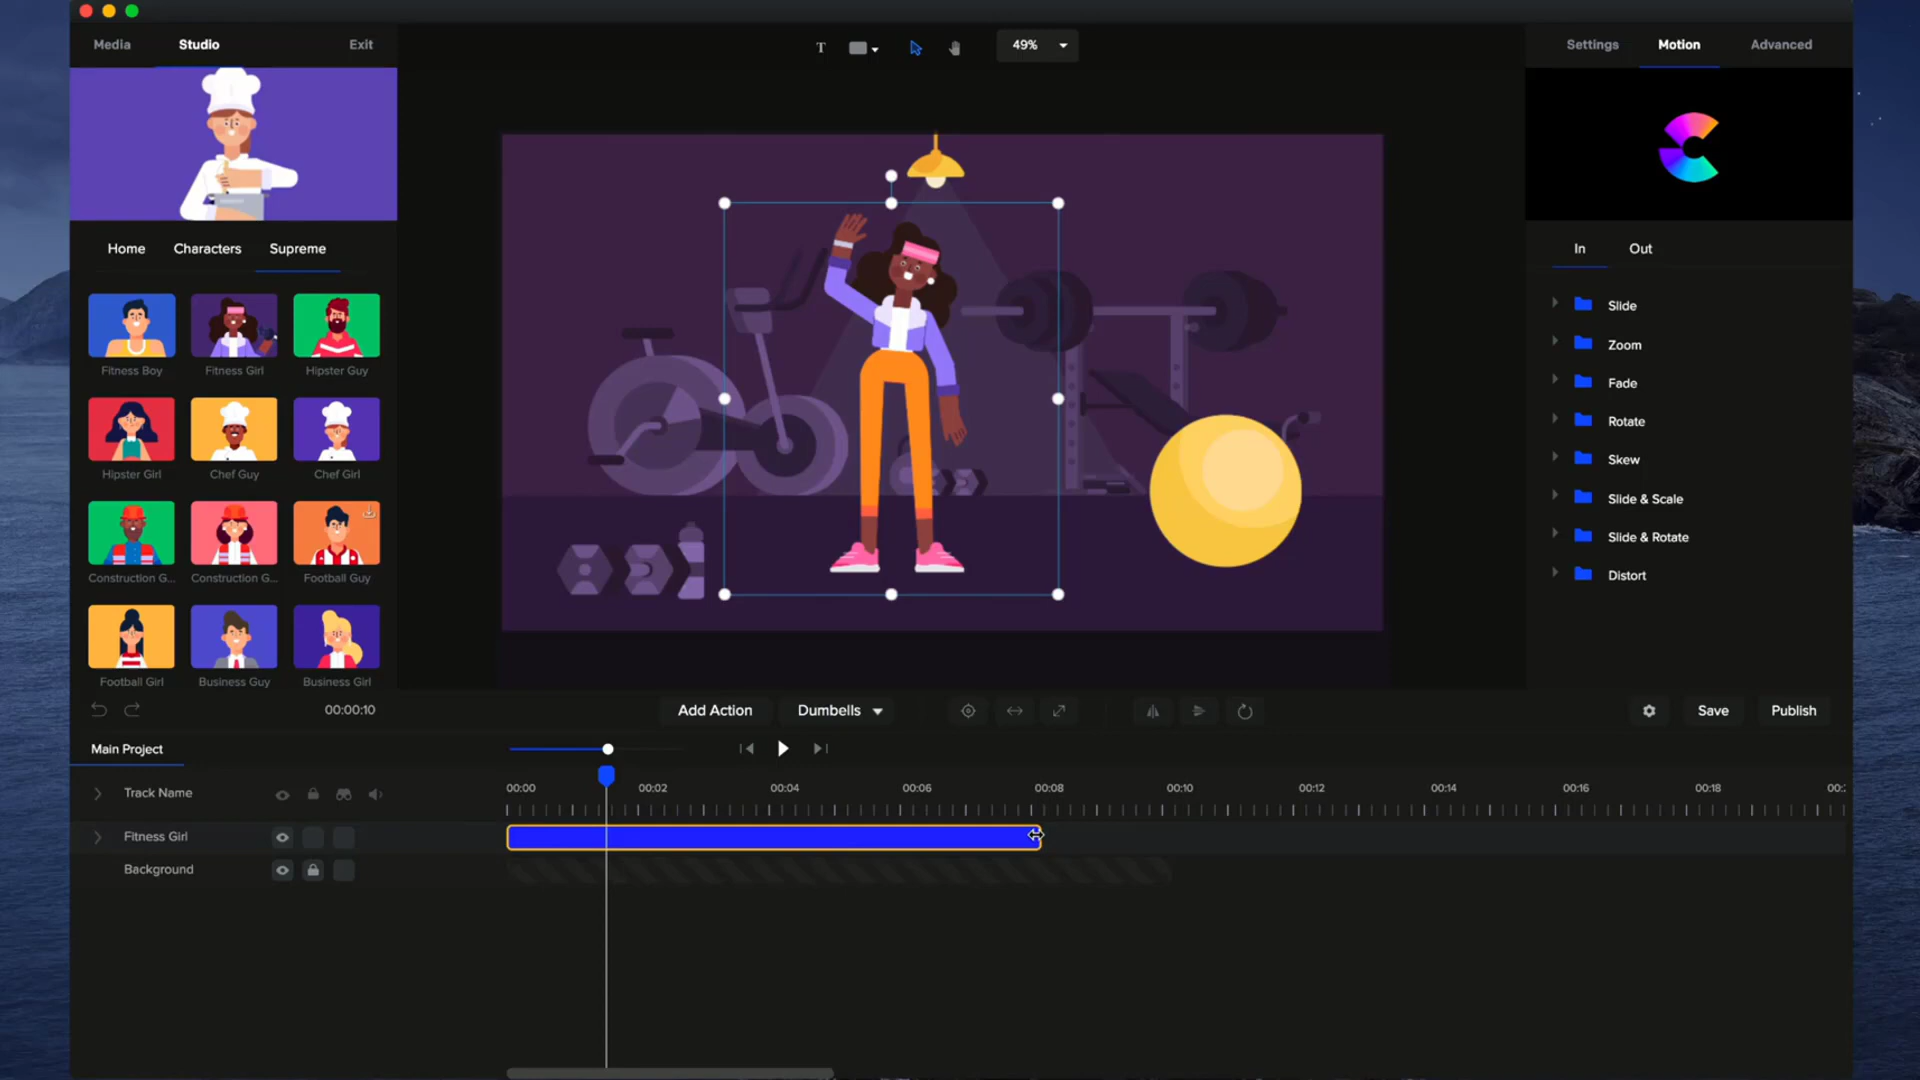 Media
Studio
Exit
T
49%
Settings
Motion
Advanced
Home
Characters
Supreme
In
Out
Fitness Boy
Fitness Girl
Hipster Guy
Hipster Girl
Chef Guy
Chef Girl
Construction G...
Construction G...
Football Guy
Football Girl
Business Guy
Business Girl
Slide
Zoom
Fade
Rotate
Skew
Slide & Scale
Slide & Rotate
Distort
00:00:10
Add Action
Dumbells
Save
Publish
Main Project
Track Name
00:00
00:02
00:04
00:06
00:08
00:10
00:12
00:14
00:16
00:18
00:
Fitness Girl
Background